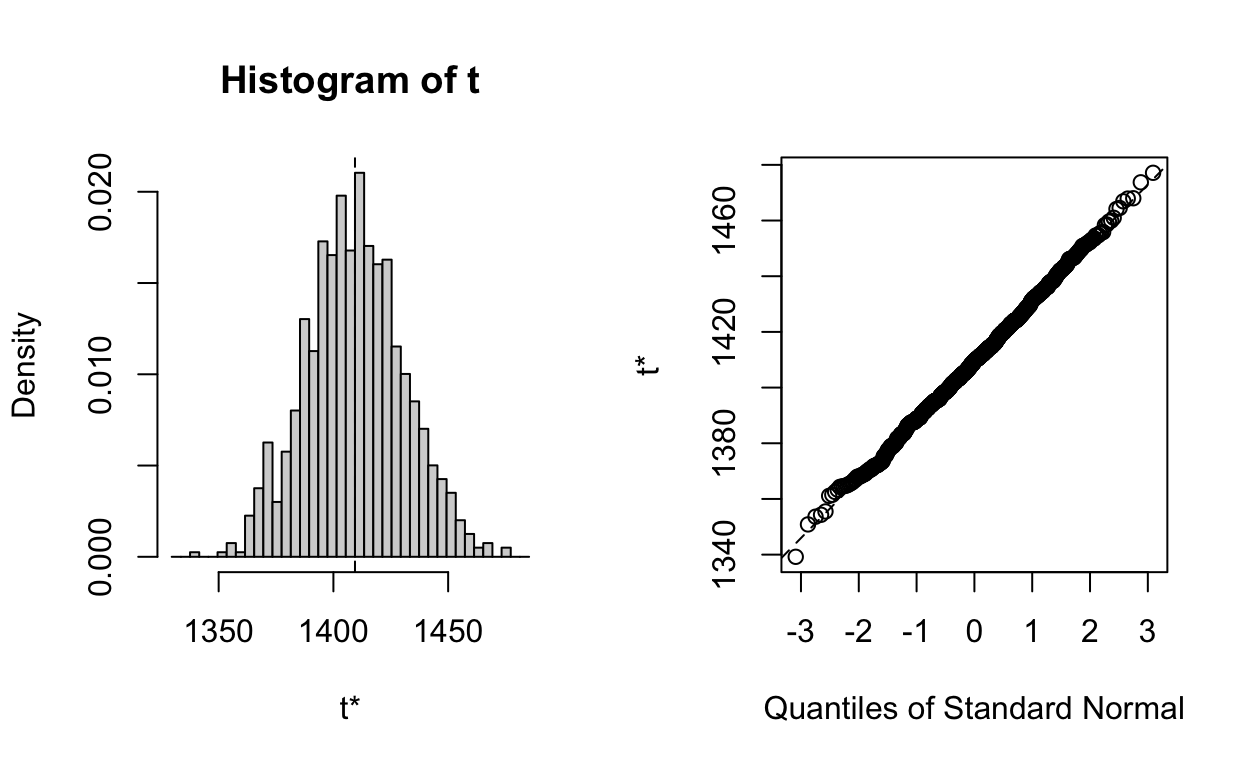 Histogram of t
Density
0.000 0.010 0.020
1350 1400 1450
t*
t*
1340 1380 1420 1460
-3 -2 -1 0 1 2 3
Quantiles of Standard Normal